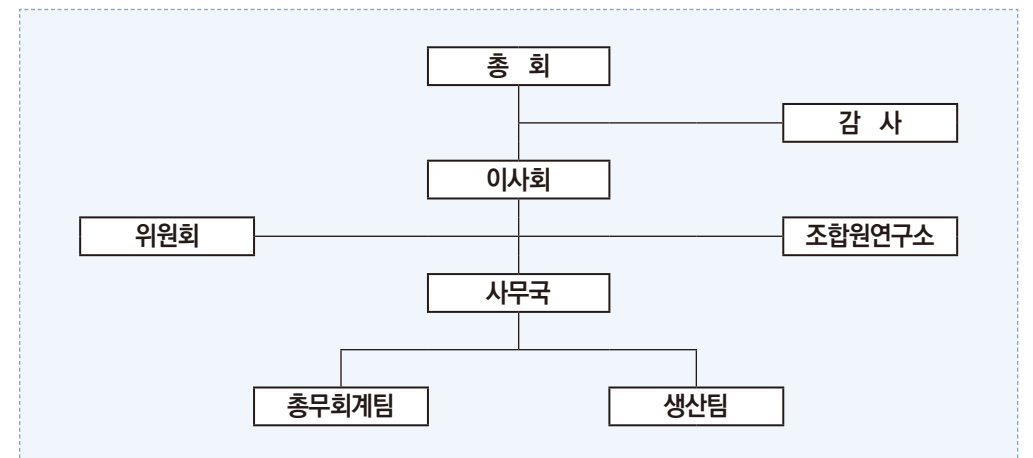 총 회
감 사
이사회
위원회
조합원연구소
사무국
총무회계팀
생산팀